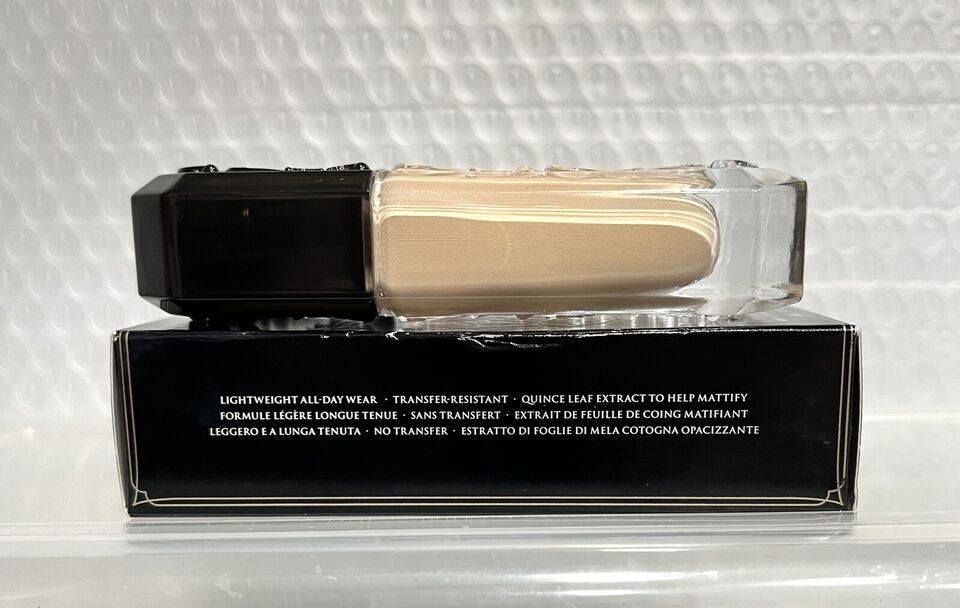 LIGHTWEIGHT ALL-DAY WEAR · TRANSFER-RESISTANT · QUINCE LEAF EXTRACT TO HELP MATTIFY
FORMULE LÉGÈRE LONGUE TENUE · SANS TRANSFERT · EXTRAIT DE FEUILLE DE COING MATIFIANT
LEGGERO E A LUNGA TENUTA · NO TRANSFER · ESTRATTO DI FOGLIE DI MELA COTOGNA OPACIZZANTE